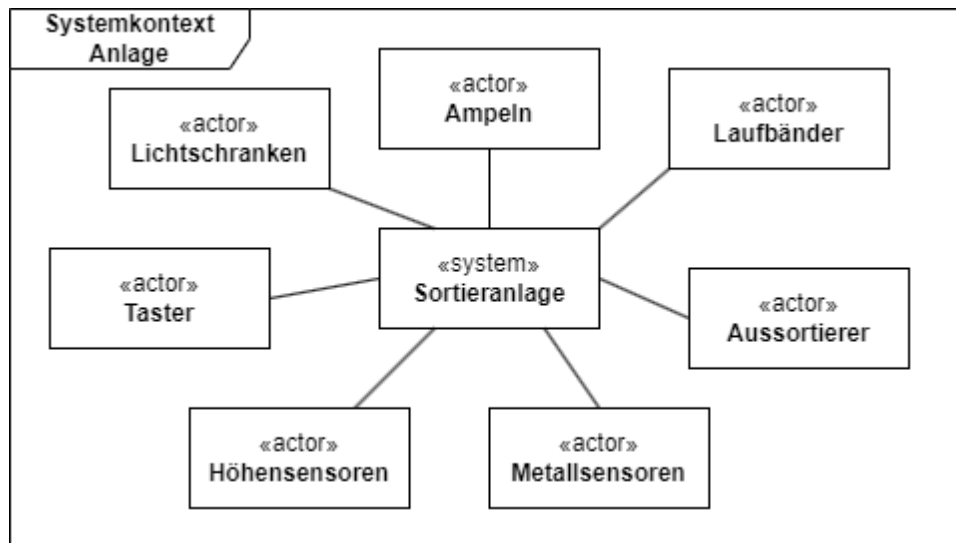 Systemkontext
Anlage
«actor»
Ampeln
«actor»
Laufbänder
«actor»
Lichtschranken
«system»
Sortieranlage
«actor»
Taster
«actor»
Aussortierer
«actor»
Höhensensoren
«actor»
Metallsensoren